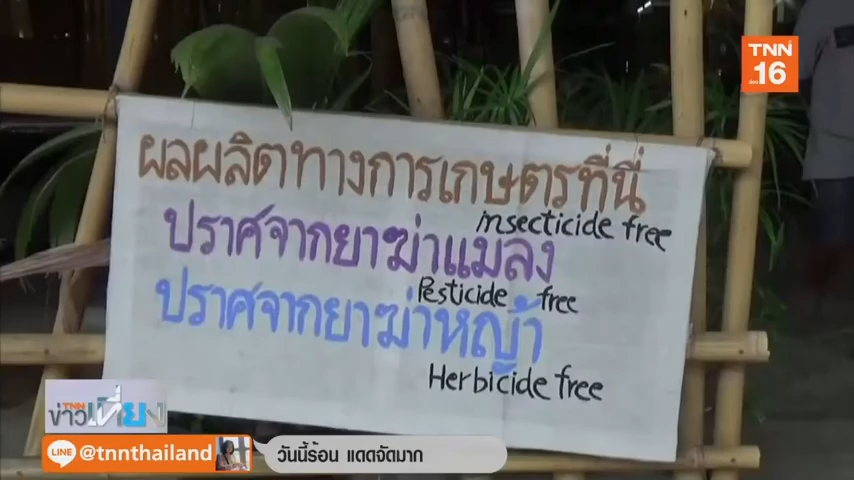 TNN
ช่อง 16
ผลผลิตทางการเกษตรที่นี่
insecticide free
ปราศจากยาฆ่าแมลง
Pesticide free
ปราศจากยาฆ่าหญ้า
Herbicide free
TNN
ข่าวเที่ยง
LINE @tnnthailand
วันนี้ร้อน แดดจัดมาก